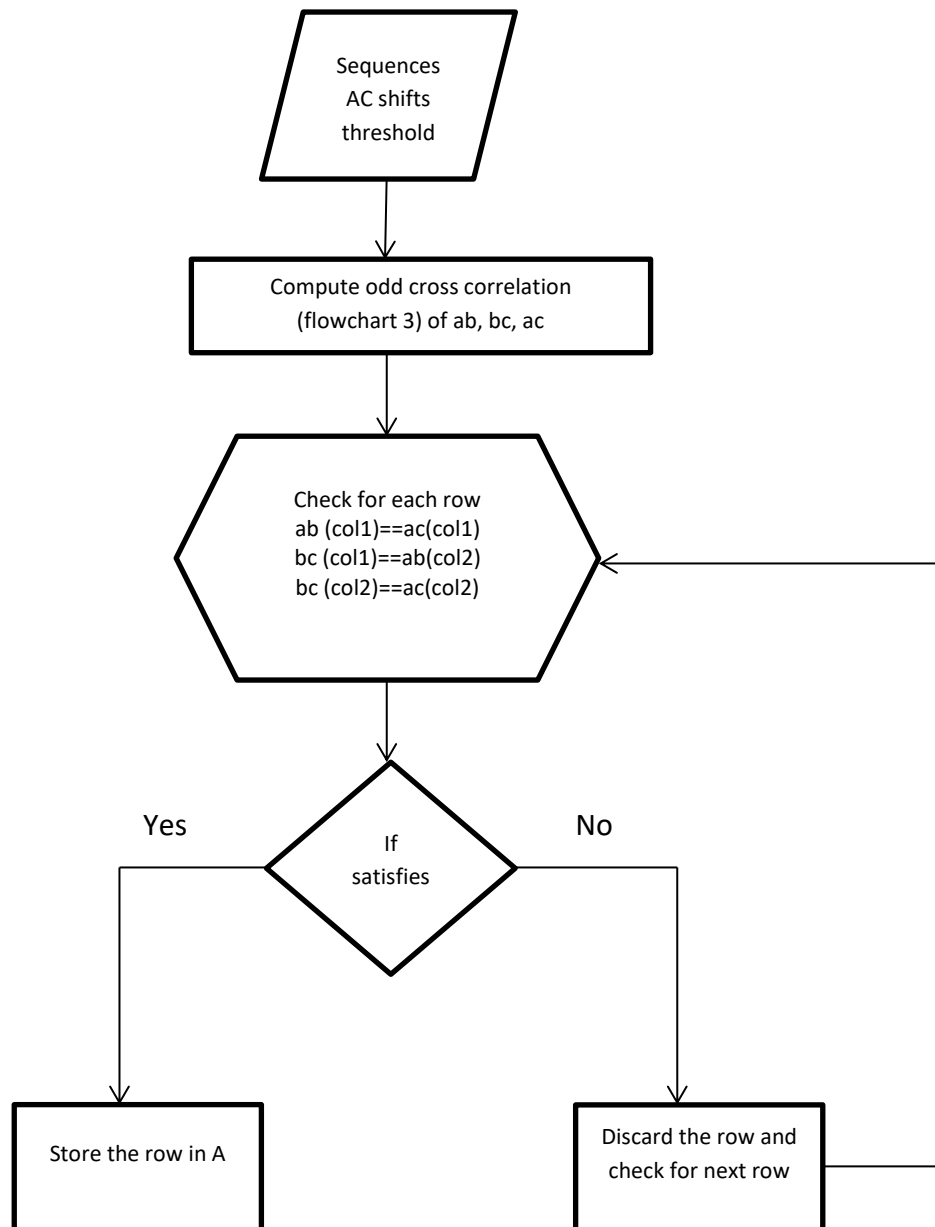 Sequences
AC shifts
threshold
Compute odd cross correlation
(flowchart 3) of ab, bc, ac
Check for each row
ab (col1)==ac(col1)
bc (col1)==ab(col2)
bc (col2)==ac(col2)
Yes
No
If
satisfies
Store the row in A
Discard the row and
check for next row